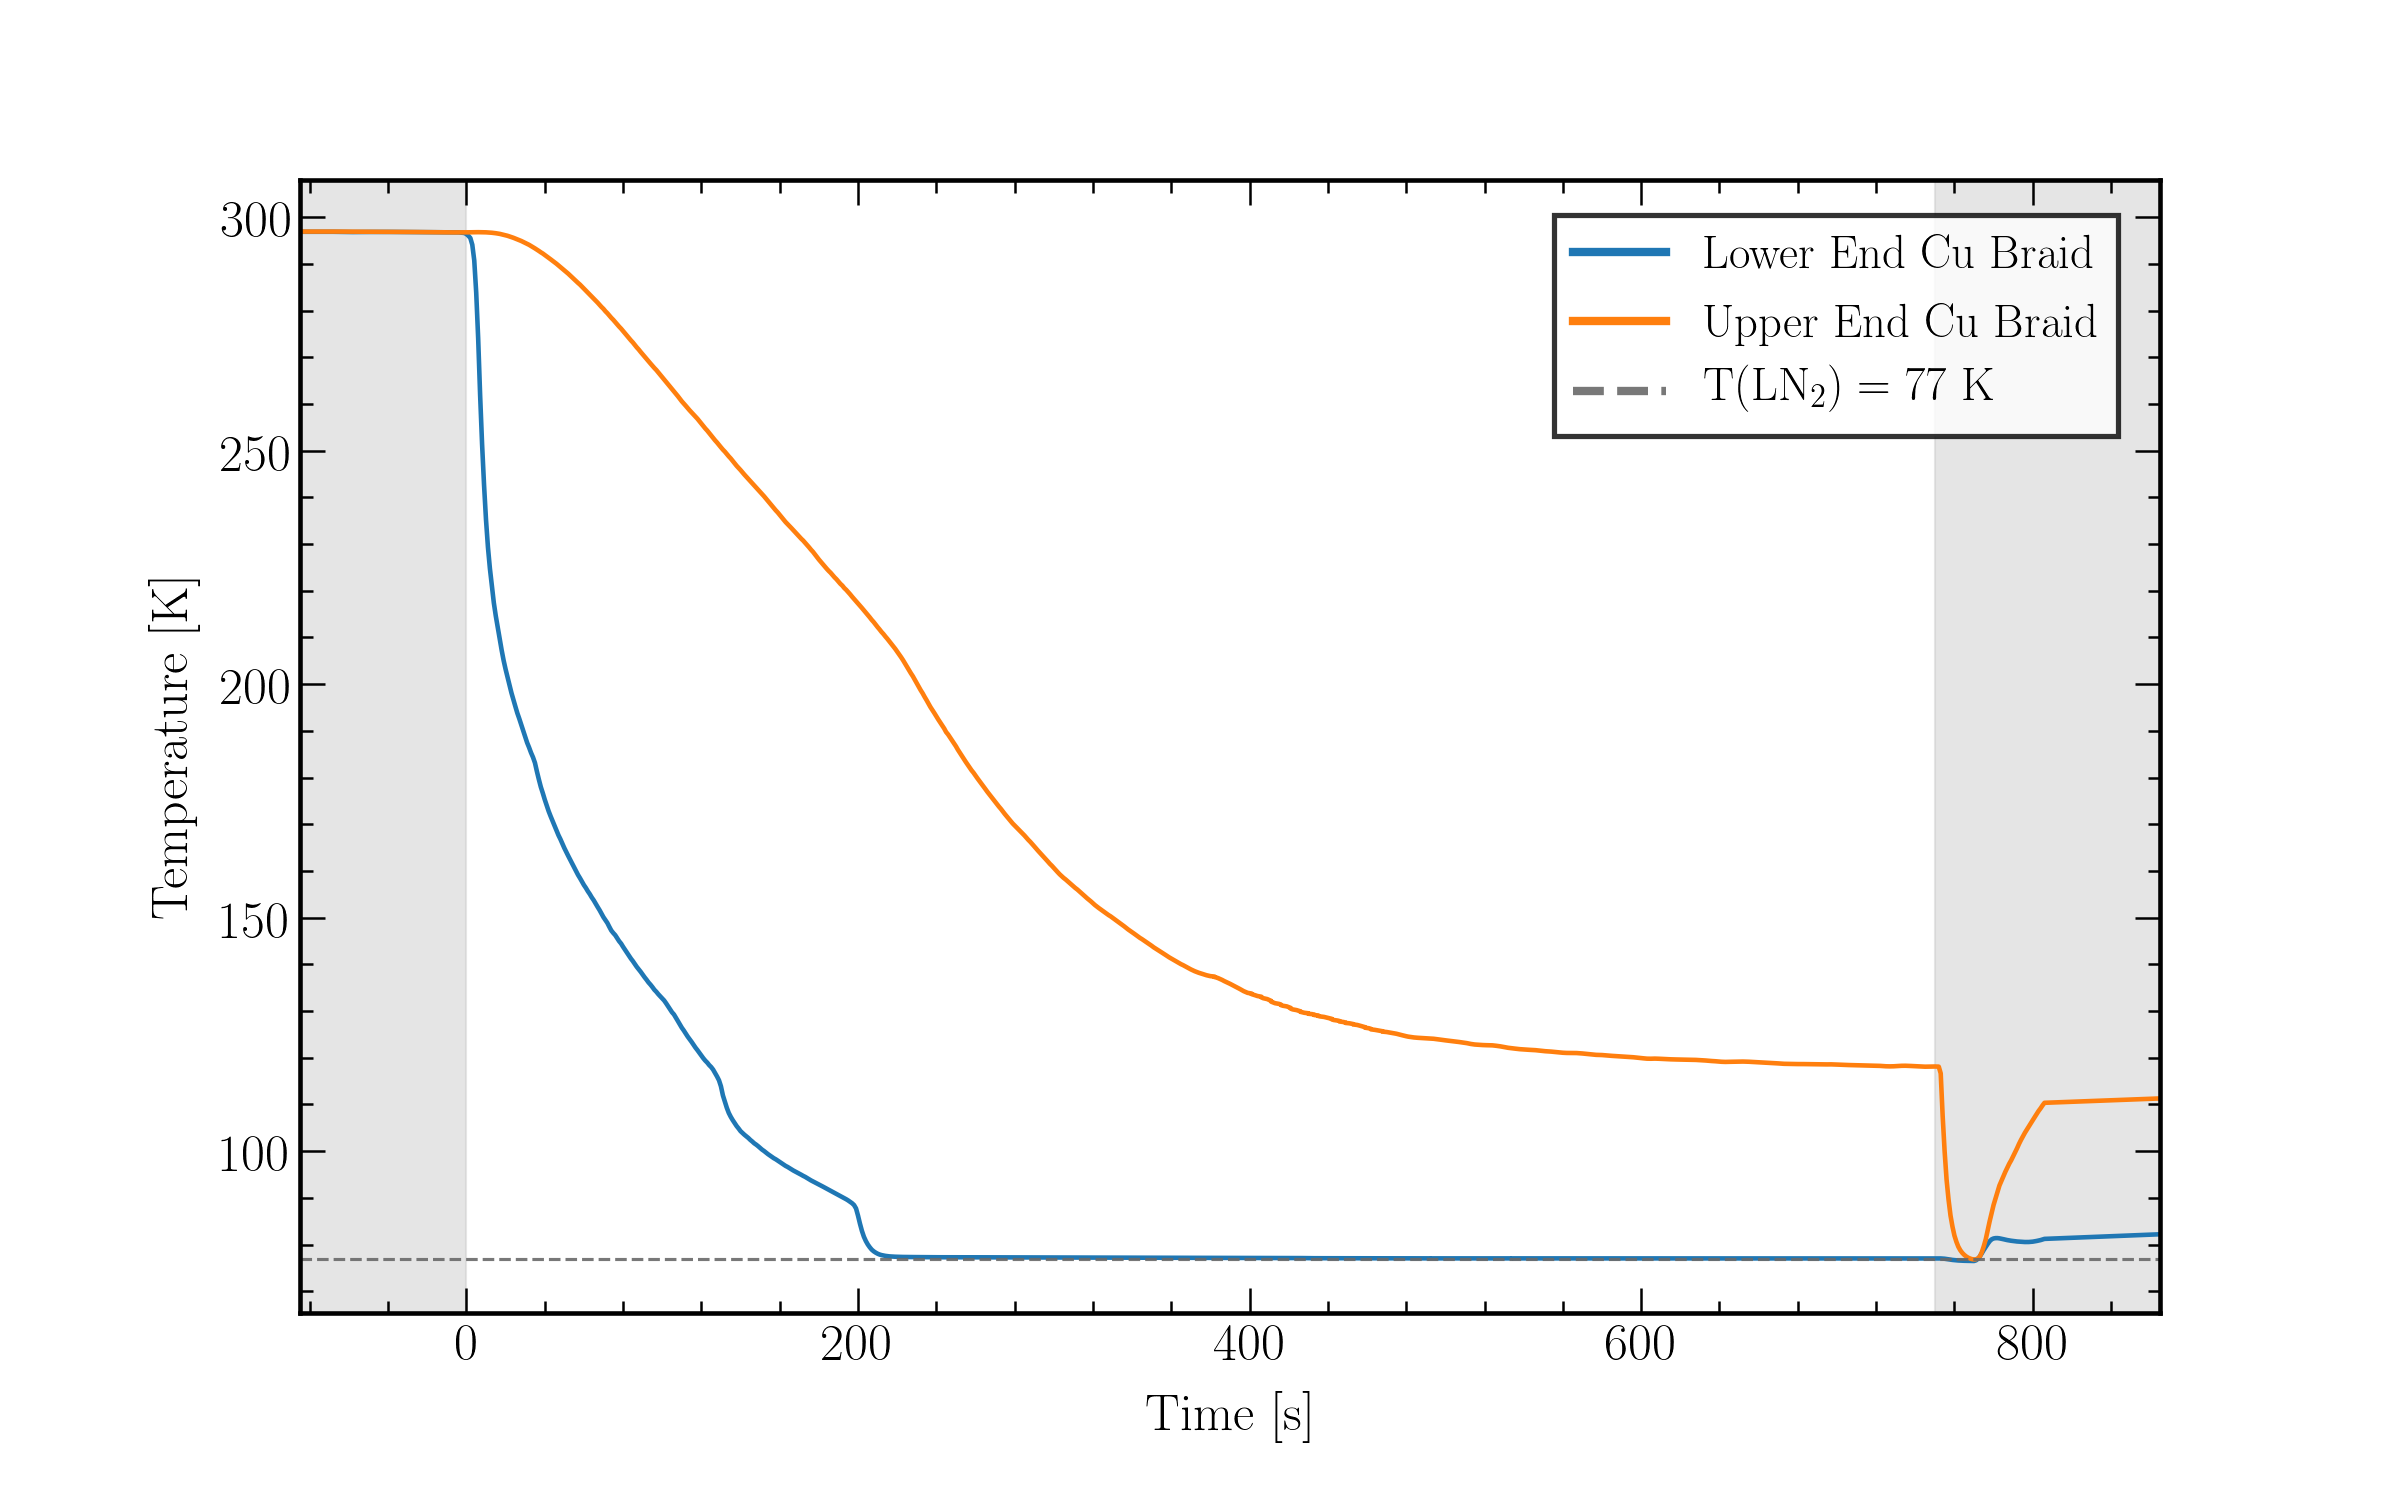 300
250
200
150
100
Temperature [K]
Lower End Cu Braid
Upper End Cu Braid
T(LN₂) = 77 K
0 200 400 600 800
Time [s]